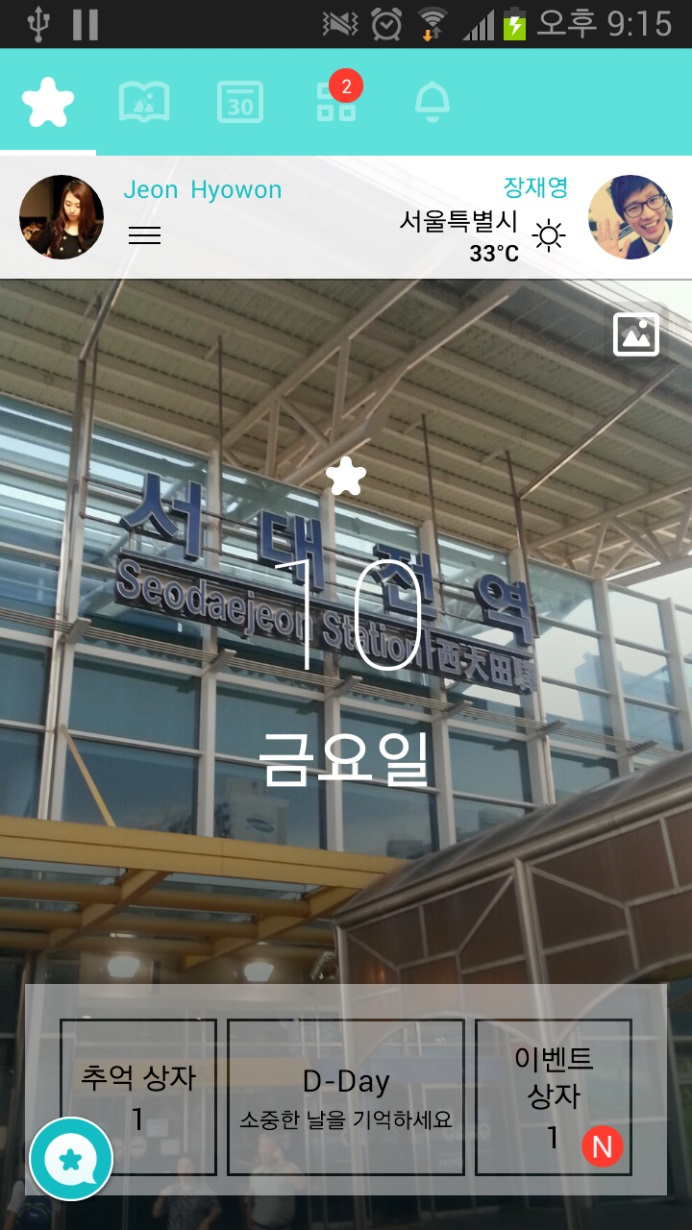 오후 9:15
30
2
Jeon Hyowon
장재영
서울특별시
33°C
서대전역
Seodaejeon Station 西大田驛
10
금요일
추억 상자
1
D-Day
소중한 날을 기억하세요
이벤트
상자
1
N